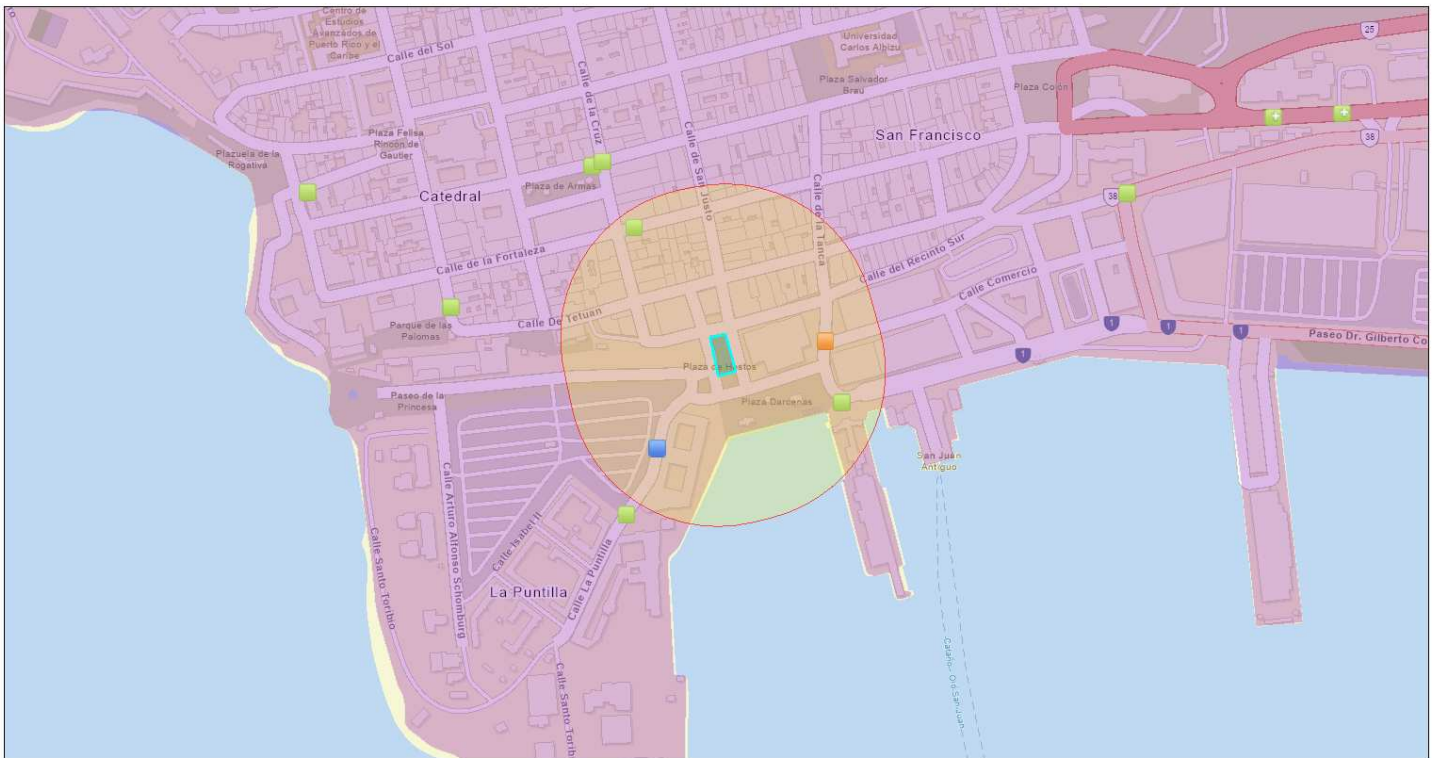 Centro de
Estudios
Avanzados de
Puerto Rico y el
Caribe
Calle del Sol
Calle de la Cruz
Calle de San Justo
Universidad
Carlos Albizu
Plaza Salvador
Brau
Plaza Colón
25
38
San Francisco
Plaza Felisa
Rincón de
Gautier
Plazuela de la
Rogativa
Plaza de Armas
Catedral
Calle de la Tanca
38
Calle de la Fortaleza
Calle del Recinto Sur
Calle Comercio
Calle De Tetuan
Parque de las
Palomas
1
1
1
1
Paseo Dr. Gilberto Co
Plaza de Hostos
Paseo de la
Princesa
Plaza Darcenas
San Juan
Antiguo
Calle Arturo Alfonso Schomburg
Calle Isabel II
Calle Santo Toribio
La Puntilla
Calle La Puntilla
Calle Santo Torib